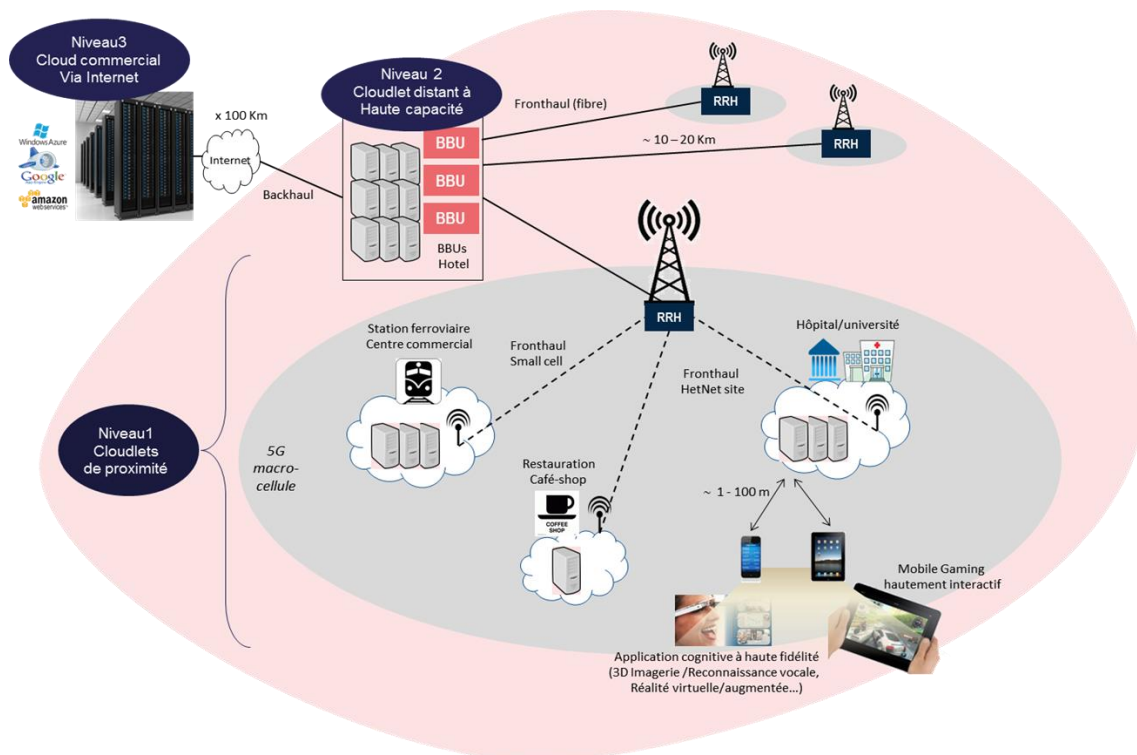 Niveau3
Cloud commercial
Via Internet
Windows Azure
Google
amazon
webservices™
x 100 Km
Internet
Backhaul
Niveau 2
Cloudlet distant à
Haute capacité
BBU
BBU
BBU
BBUs
Hotel
Fronthaul (fibre)
~ 10 – 20 Km
RRH
RRH
RRH
Niveau1
Cloudlets
de proximité
5G
macro-
cellule
Station ferroviaire
Centre commercial
Fronthaul
Small cell
Fronthaul
HetNet site
Hôpital/université
Restauration
Café-shop
COFFEE
SHOP
~ 1 - 100 m
Mobile Gaming
hautement interactif
Application cognitive à haute fidélité
(3D Imagerie /Reconnaissance vocale,
Réalité virtuelle/augmentée...)